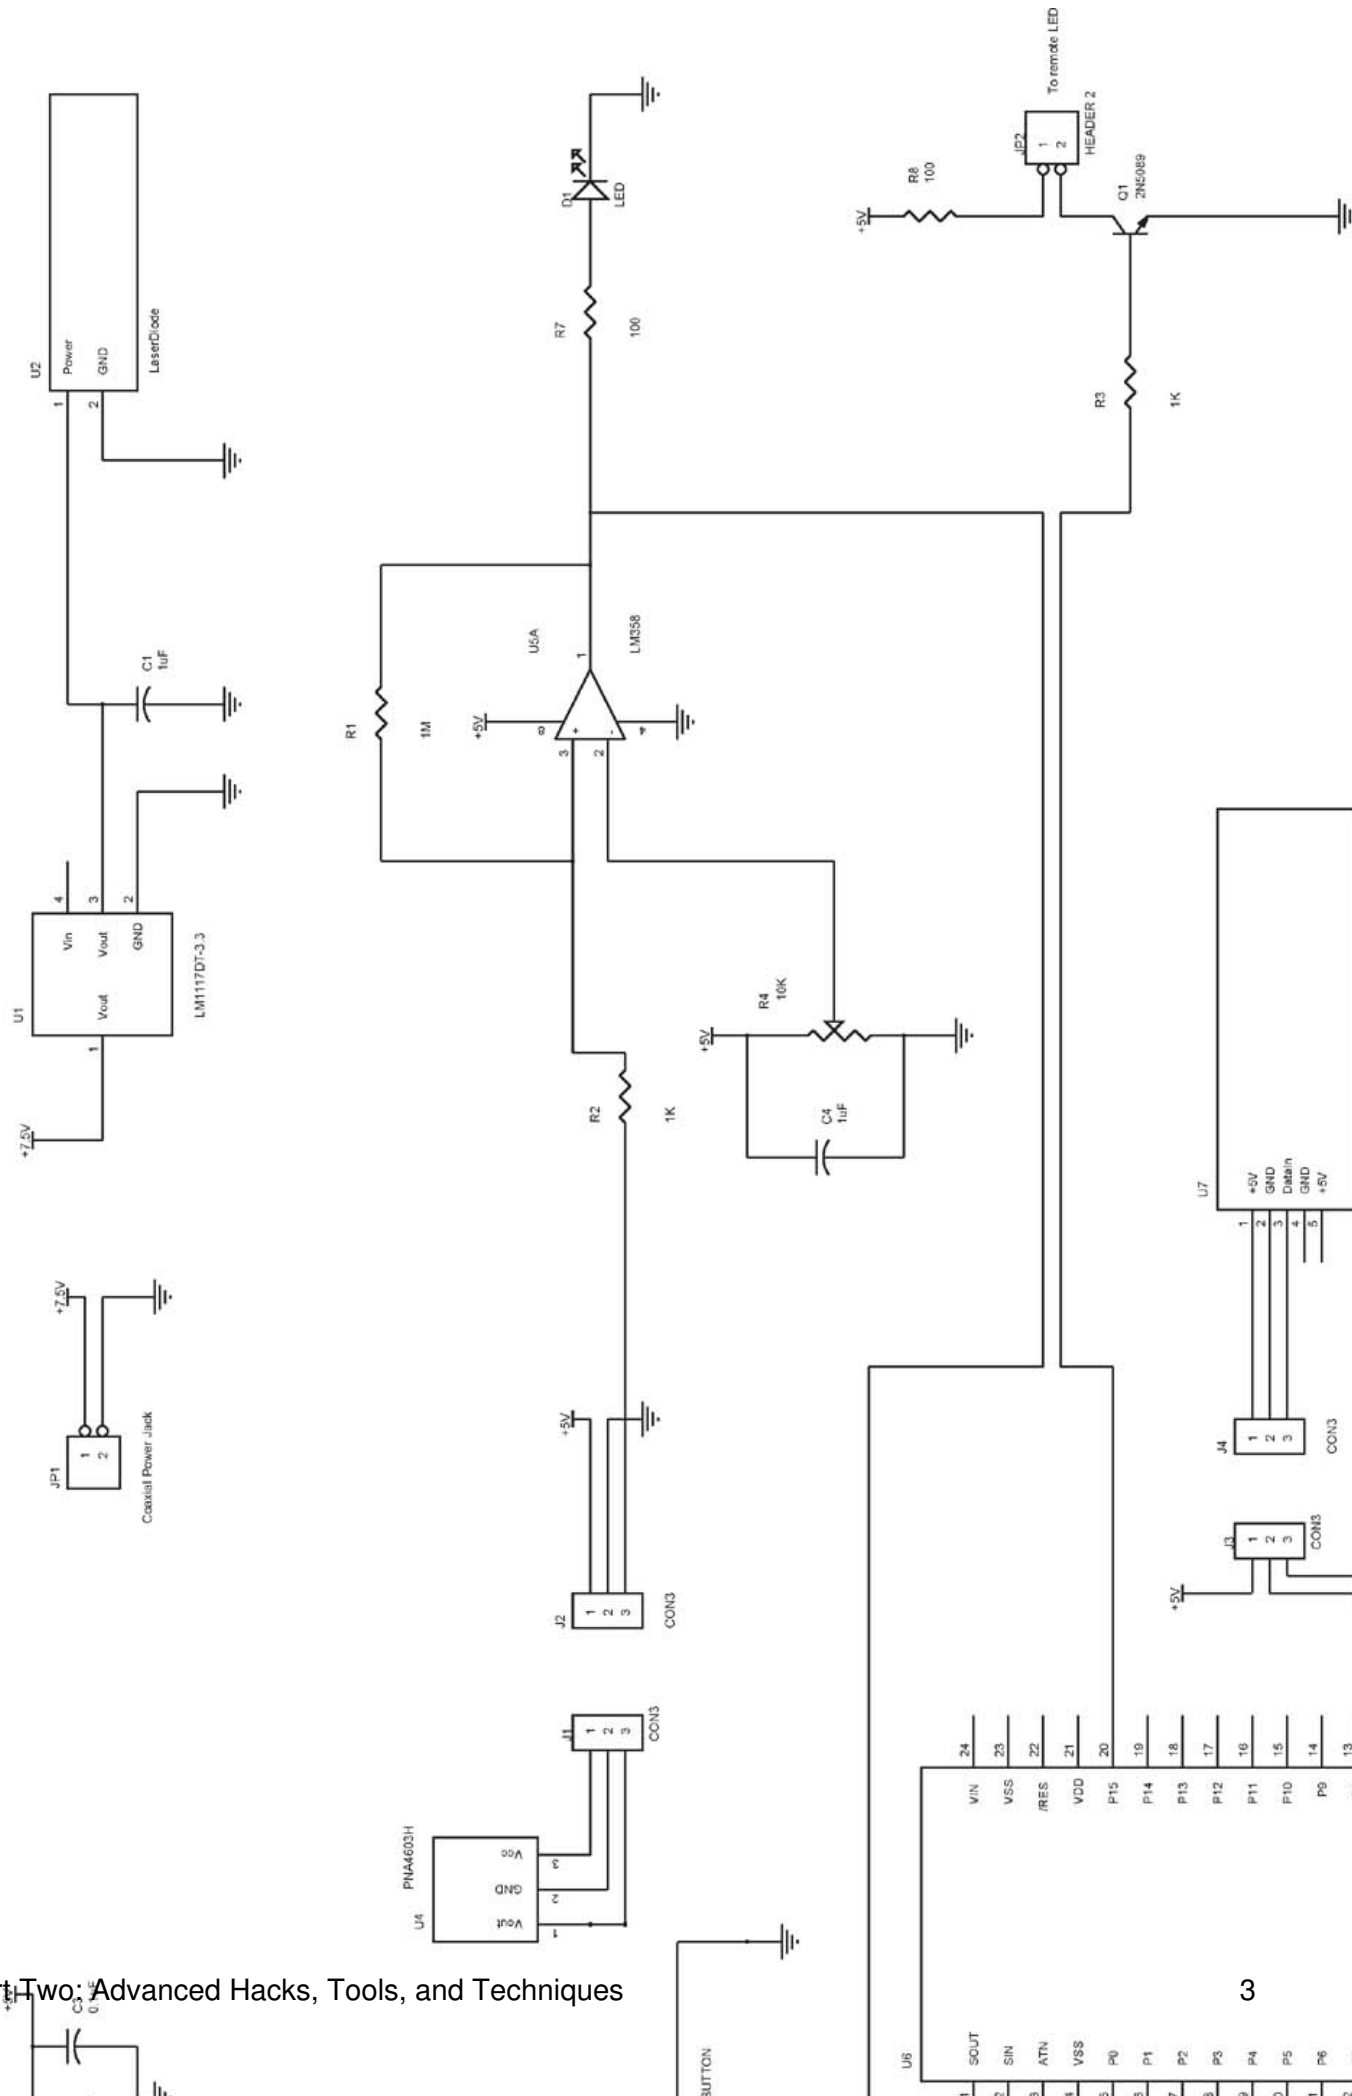 To remote LED
JP2
1
2
HEADER 2
R8
100
+5V
Q1
2N5089
R3
1K
D1
LED
R7
100
U2
Power
GND
1
2
LaserDiode
C1
1uF
R1
1M
U5A
LM358
+5V
8
4
3
2
1
+
-
U1
Vin
Vout
GND
Vout
4
3
2
1
LM1117DT-3.3
+7.5V
R4
10K
+5V
C4
1uF
R2
1K
U7
+5V
GND
DataIn
GND
+5V
1
2
3
4
5
+7.5V
JP1
1
2
Coaxial Power Jack
+5V
J2
1
2
3
CON3
J4
1
2
3
CON3
J3
1
2
3
CON3
+5V
J1
1
2
3
CON3
PNA4603H
U4
Vcc
GND
Vout
3
2
1
24
23
22
21
20
19
18
17
16
15
14
13
VIN
VSS
/RES
VDD
P15
P14
P13
P12
P11
P10
P9
Two: Advanced Hacks, Tools, and Techniques
3
+5V
C3
BUTTON
U6
SOUT
SIN
ATN
VSS
P0
P1
P2
P3
P4
P5
P6